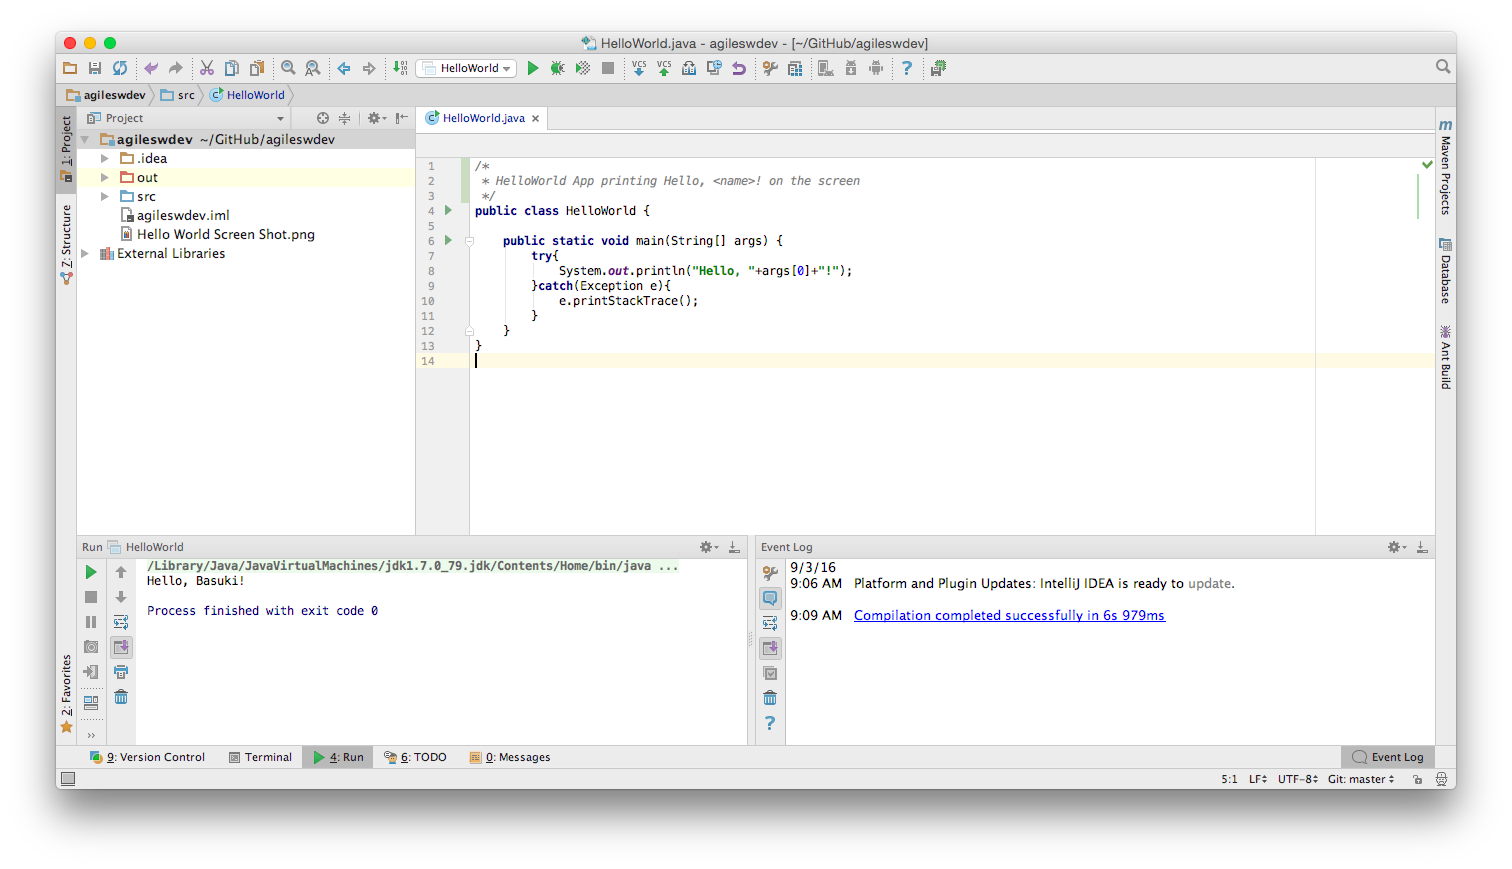 HelloWorld.java - agileswdev - [~/GitHub/agileswdev]
HelloWorld
VCS VCS
?
agileswdev src HelloWorld
Project
HelloWorld.java
1: Project
agileswdev ~/GitHub/agileswdev
.idea
out
src
agileswdev.iml
Hello World Screen Shot.png
External Libraries
Z: Structure
1 /*
2  * HelloWorld App printing Hello, <name>! on the screen
3  */
4 public class HelloWorld {
5
6     public static void main(String[] args) {
7         try{
8             System.out.println("Hello, "+args[0]+"!");
9         }catch(Exception e){
10             e.printStackTrace();
11         }
12     }
13 }
14
m Maven Projects
Database
Ant Build
Run HelloWorld
/Library/Java/JavaVirtualMachines/jdk1.7.0_79.jdk/Contents/Home/bin/java ...
Hello, Basuki!
Process finished with exit code 0
Event Log
9/3/16
9:06 AM Platform and Plugin Updates: IntelliJ IDEA is ready to update.
9:09 AM Compilation completed successfully in 6s 979ms
?
2: Favorites
9: Version Control Terminal 4: Run 6: TODO 0: Messages Event Log
5:1 LF UTF-8 Git: master